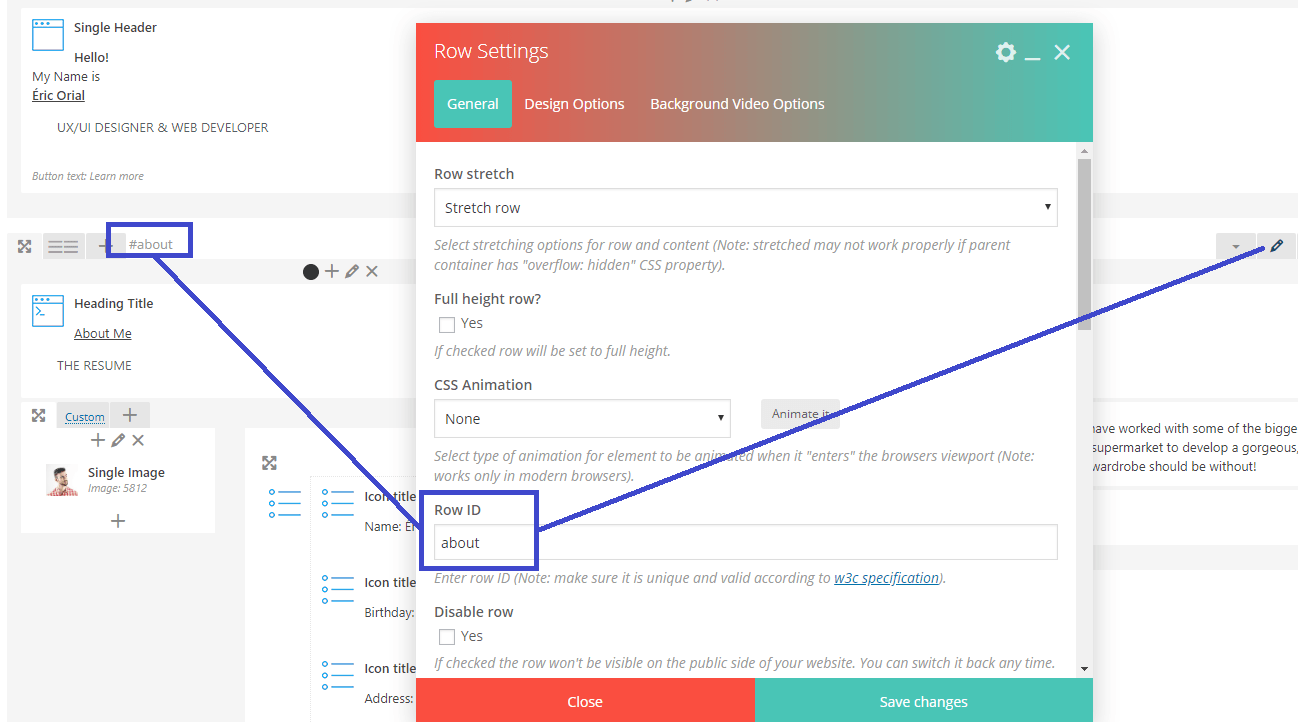 Single Header
Hello!
My Name is
Éric Orial
UX/UI DESIGNER & WEB DEVELOPER
Button text: Learn more
#about
Heading Title
About Me
THE RESUME
Custom
Single Image
Image: 5812
Icon title
Name:
Icon title
Birthday:
Icon title
Address:
Row Settings
General
Design Options
Background Video Options
Row stretch
Stretch row
Select stretching options for row and content (Note: stretched may not work properly if parent
container has "overflow: hidden" CSS property).
Full height row?
Yes
If checked row will be set to full height.
CSS Animation
None
Animate it
Select type of animation for element to be animated when it "enters" the browsers viewport (Note:
works only in modern browsers).
Row ID
about
Enter row ID (Note: make sure it is unique and valid according to w3c specification).
Disable row
Yes
If checked the row won't be visible on the public side of your website. You can switch it back any time.
Close
Save changes
have worked with some of the bigge
supermarket to develop a gorgeous,
wardrobe should be without!